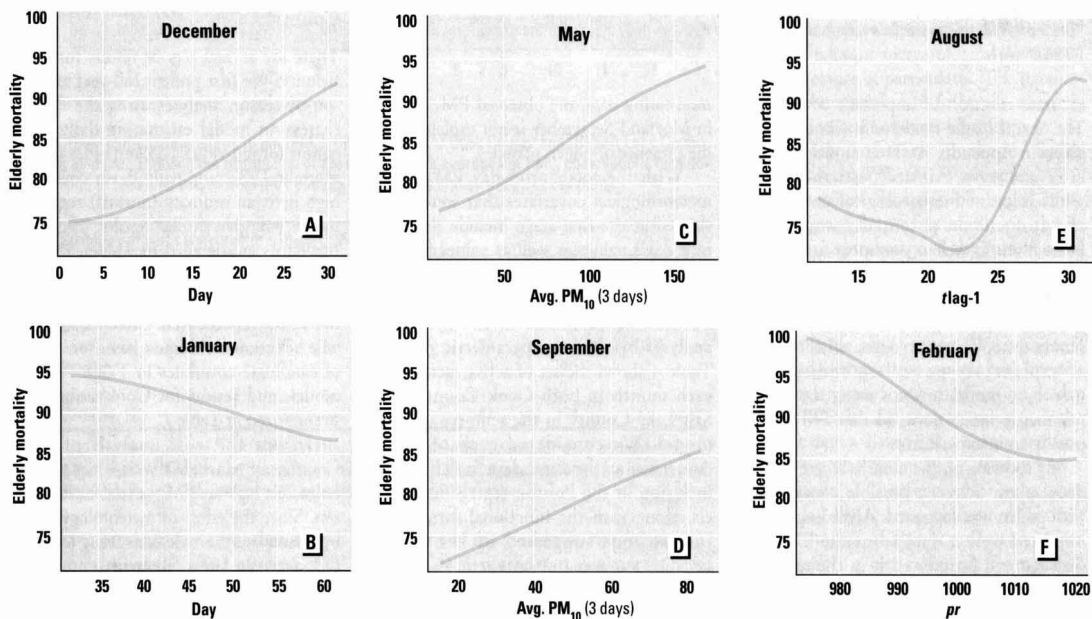 December
Elderly mortality
100
95
90
85
80
75
A
0 5 10 15 20 25 30
Day
May
Elderly mortality
100
95
90
85
80
75
C
50 100 150
Avg. PM10 (3 days)
August
Elderly mortality
100
95
90
85
80
75
E
15 20 25 30
tlag-1
January
Elderly mortality
100
95
90
85
80
75
B
35 40 45 50 55 60
Day
September
Elderly mortality
100
95
90
85
80
75
D
20 40 60 80
Avg. PM10 (3 days)
February
Elderly mortality
100
95
90
85
80
75
F
980 990 1000 1010 1020
pr